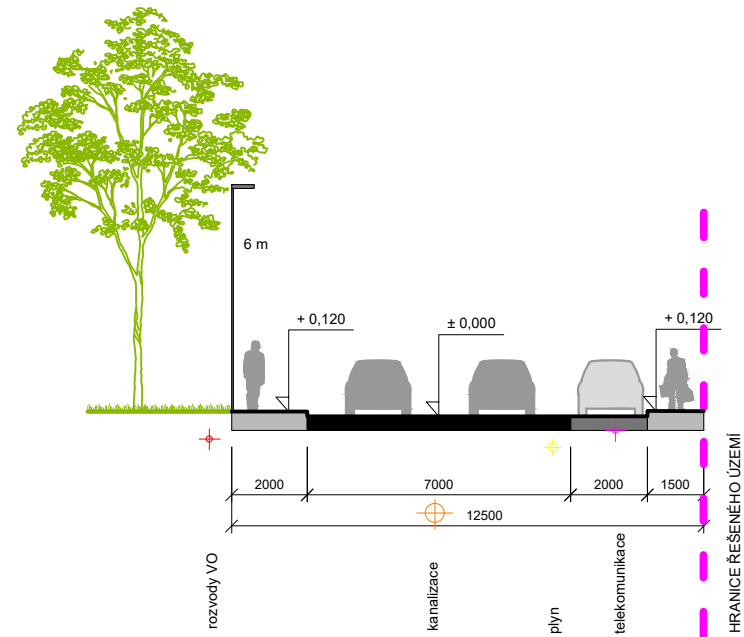 6 m
+ 0,120
± 0,000
+ 0,120
2000
7000
2000
1500
12500
rozvody VO
kanalizace
plyn
telekomunikace
HRANICE ŘEŠENÉHO ÚZEMÍ